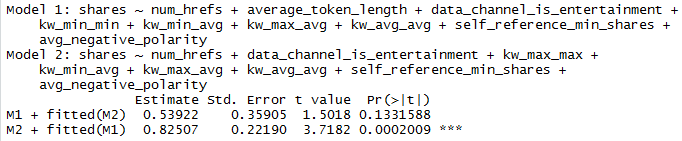 Model 1: shares ~ num_hrefs + average_token_length + data_channel_is_entertainment +
kw_min_min + kw_min_avg + kw_max_avg + kw_avg_avg + self_reference_min_shares +
avg_negative_polarity
Model 2: shares ~ num_hrefs + data_channel_is_entertainment + kw_max_max +
kw_min_avg + kw_max_avg + kw_avg_avg + self_reference_min_shares +
avg_negative_polarity
Estimate Std. Error t value Pr(>|t|)
M1 + fitted(M2) 0.53922 0.35905 1.5018 0.1331588
M2 + fitted(M1) 0.82507 0.22190 3.7182 0.0002009 ***